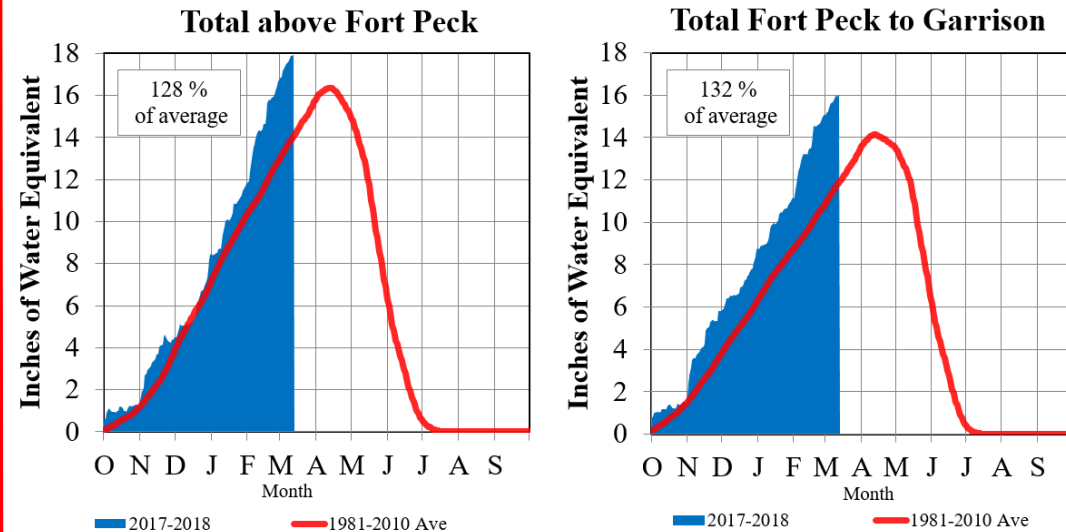 Total above Fort Peck
Inches of Water Equivalent
18
16
14
12
10
8
6
4
2
0
128 %
of average
O N D J F M A M J J A S
Month
2017-2018 1981-2010 Ave
Total Fort Peck to Garrison
Inches of Water Equivalent
18
16
14
12
10
8
6
4
2
0
132 %
of average
O N D J F M A M J J A S
Month
2017-2018 1981-2010 Ave